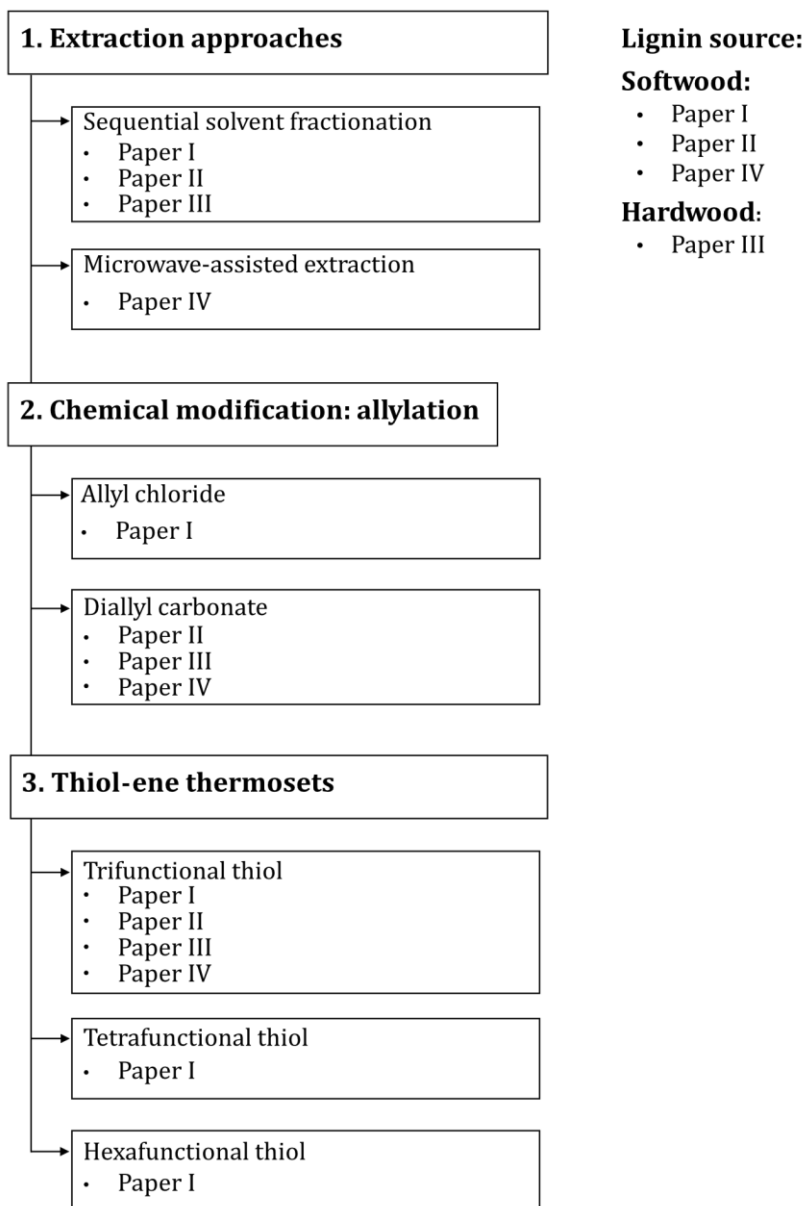 1. Extraction approaches
Sequential solvent fractionation
• Paper I
• Paper II
• Paper III
Microwave-assisted extraction
• Paper IV
2. Chemical modification: allylation
Allyl chloride
• Paper I
Diallyl carbonate
• Paper II
• Paper III
• Paper IV
3. Thiol-ene thermosets
Trifunctional thiol
• Paper I
• Paper II
• Paper III
• Paper IV
Tetrafunctional thiol
• Paper I
Hexafunctional thiol
• Paper I
Lignin source:
Softwood:
• Paper I
• Paper II
• Paper IV
Hardwood:
• Paper III